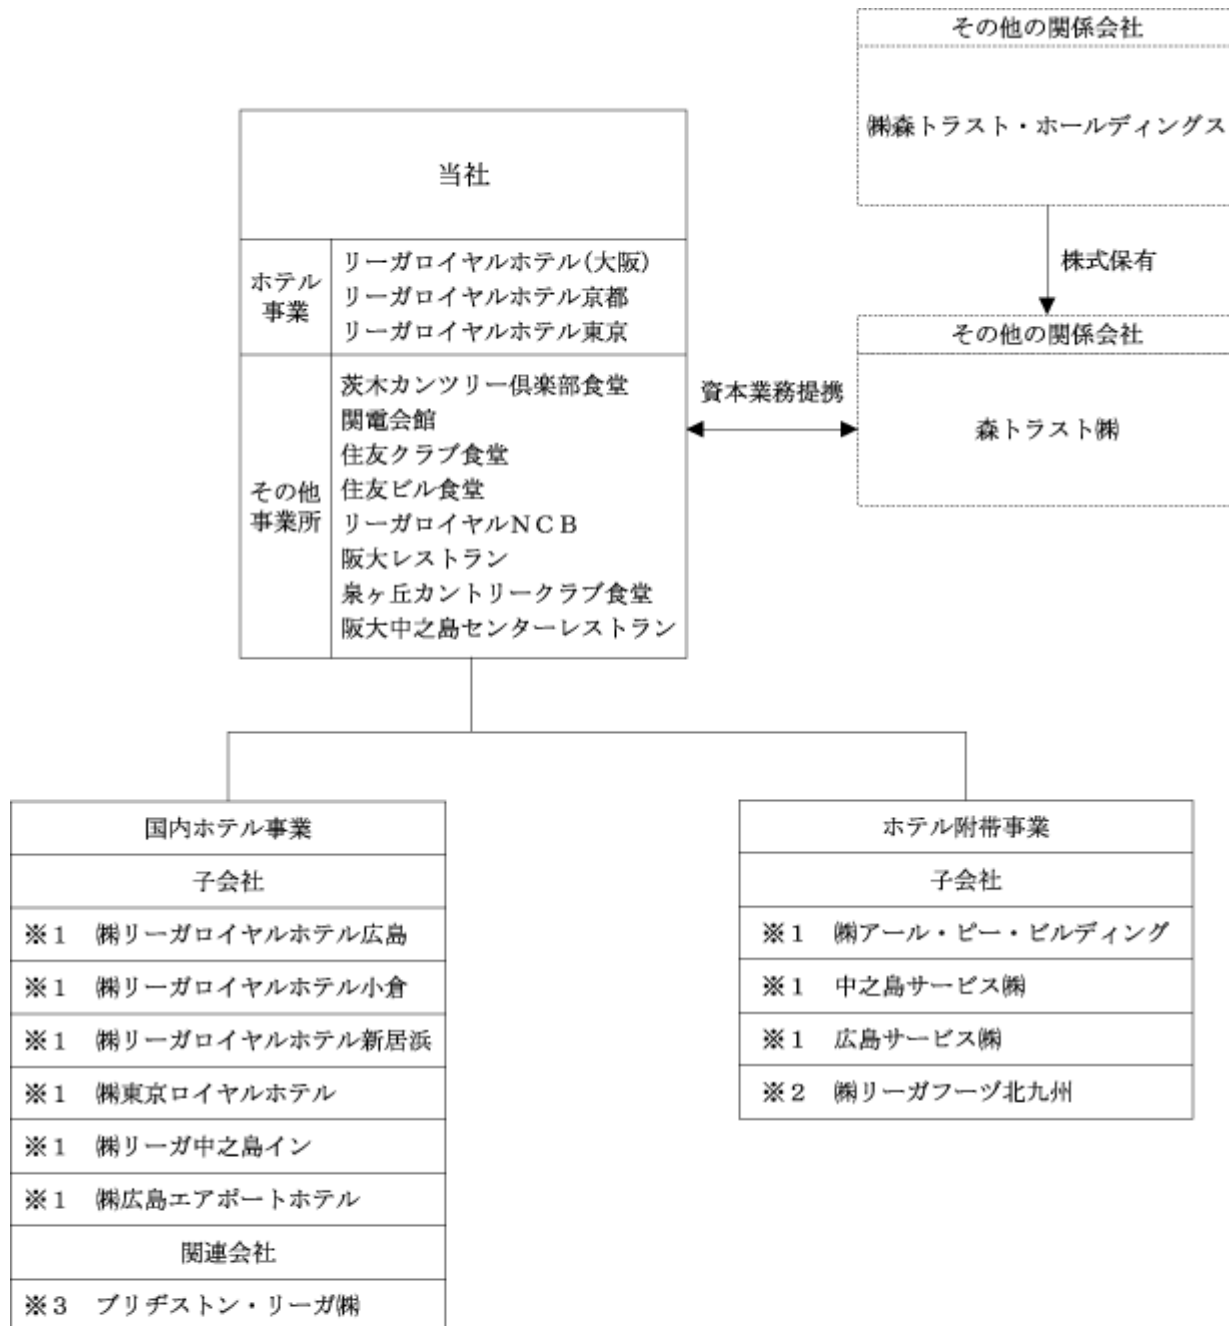 その他の関係会社
㈱森トラスト・ホールディングス
株式保有
その他の関係会社
森トラスト㈱
資本業務提携
当社
ホテル
事業
リーガロイヤルホテル(大阪)
リーガロイヤルホテル京都
リーガロイヤルホテル東京
その他
事業所
茨木カンツリー倶楽部食堂
関電会館
住友クラブ食堂
住友ビル食堂
リーガロイヤルNCB
阪大レストラン
泉ヶ丘カントリークラブ食堂
阪大中之島センターレストラン
国内ホテル事業
子会社
※1 ㈱リーガロイヤルホテル広島
※1 ㈱リーガロイヤルホテル小倉
※1 ㈱リーガロイヤルホテル新居浜
※1 ㈱東京ロイヤルホテル
※1 ㈱リーガ中之島イン
※1 ㈱広島エアポートホテル
関連会社
※3 ブリヂストン・リーガ㈱
ホテル附帯事業
子会社
※1 ㈱アール・ピー・ビルディング
※1 中之島サービス㈱
※1 広島サービス㈱
※2 ㈱リーガフーヅ北九州